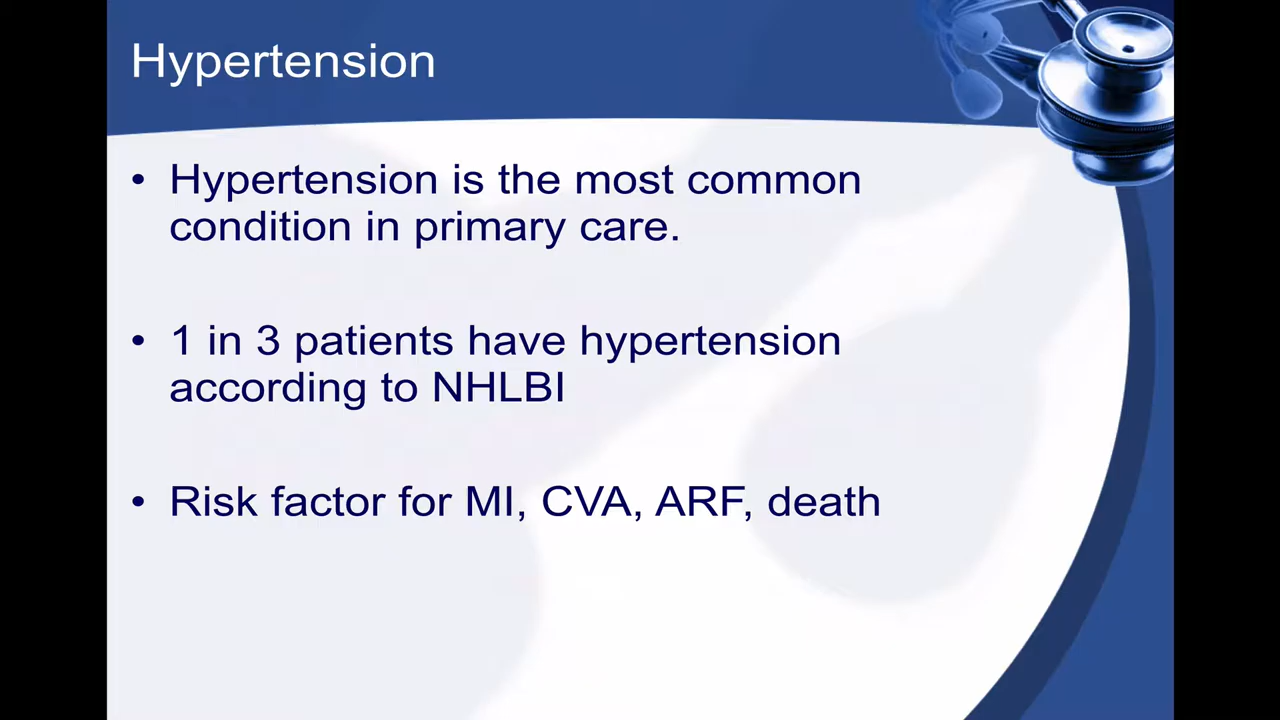 Hypertension
• Hypertension is the most common
condition in primary care.
• 1 in 3 patients have hypertension
according to NHLBI
• Risk factor for MI, CVA, ARF, death